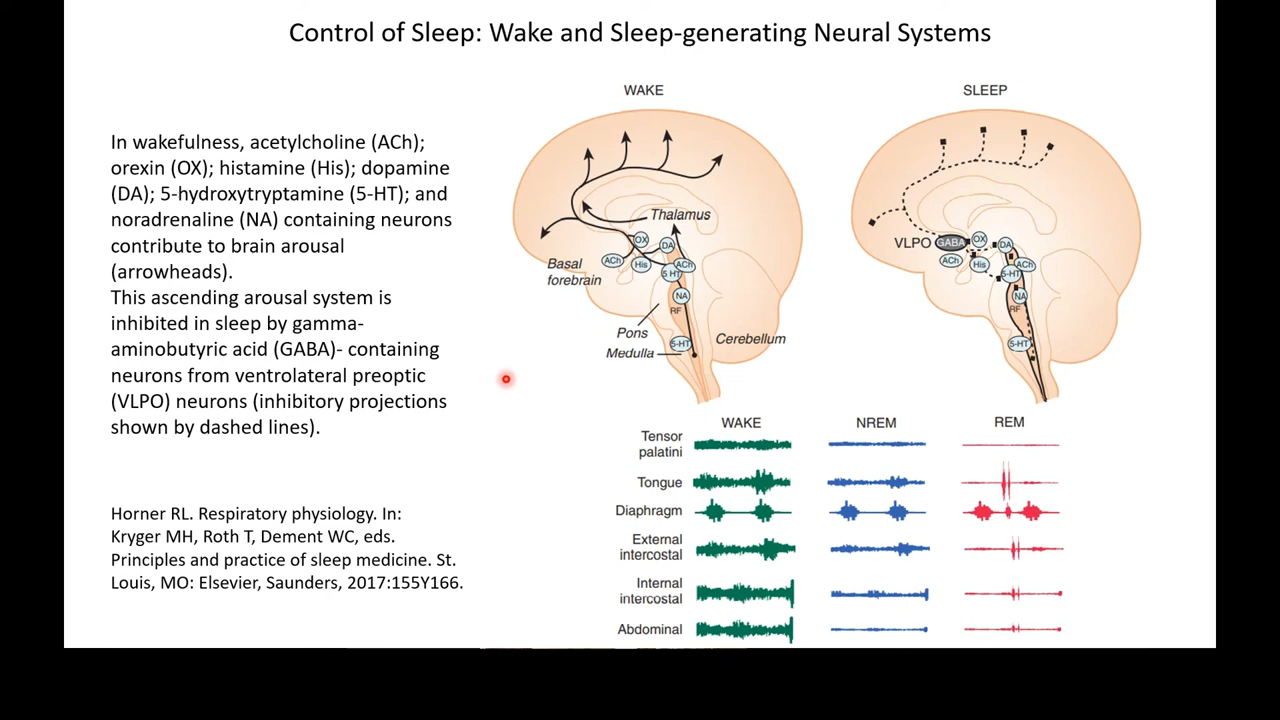 Control of Sleep: Wake and Sleep-generating Neural Systems
In wakefulness, acetylcholine (ACh);
orexin (OX); histamine (His); dopamine
(DA); 5-hydroxytryptamine (5-HT); and
noradrenaline (NA) containing neurons
contribute to brain arousal
(arrowheads).
This ascending arousal system is
inhibited in sleep by gamma-
aminobutyric acid (GABA)- containing
neurons from ventrolateral preoptic
(VLPO) neurons (inhibitory projections
shown by dashed lines).
Horner RL. Respiratory physiology. In:
Kryger MH, Roth T, Dement WC, eds.
Principles and practice of sleep medicine. St.
Louis, MO: Elsevier, Saunders, 2017:155Y166.
WAKE
Thalamus
OX
DA
ACh
His
ACh
5 HT
Basal
forebrain
NA
RF
Pons
Cerebellum
5-HT
Medulla
SLEEP
VLPO
GABA
OX
DA
ACh
His
ACh
5-HT
NA
RF
5-HT
WAKE NREM REM
Tensor
palatini
Tongue
Diaphragm
External
intercostal
Internal
intercostal
Abdominal